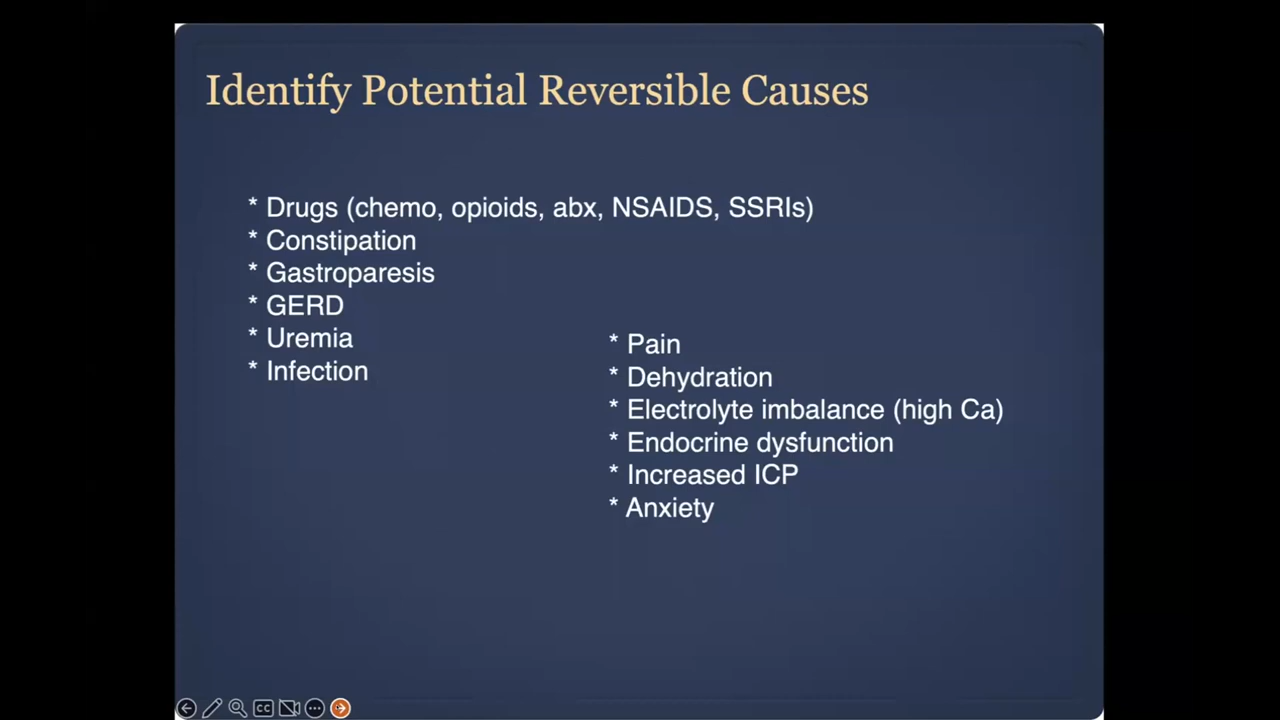 Identify Potential Reversible Causes
* Drugs (chemo, opioids, abx, NSAIDS, SSRIs)
* Constipation
* Gastroparesis
* GERD
* Uremia
* Infection
* Pain
* Dehydration
* Electrolyte imbalance (high Ca)
* Endocrine dysfunction
* Increased ICP
* Anxiety
CC